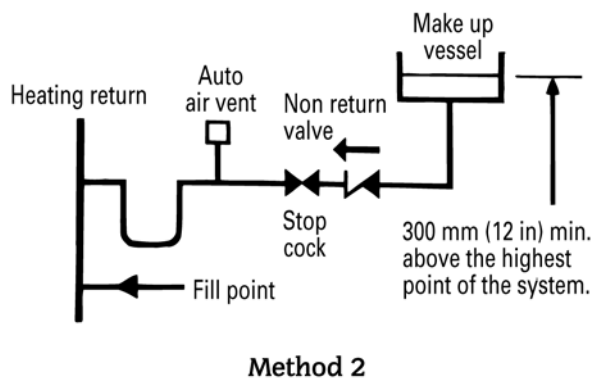 Make up
vessel
Auto
air vent
Heating return
Non return
valve
Stop
cock
300 mm (12 in) min.
above the highest
point of the system.
Fill point
Method 2